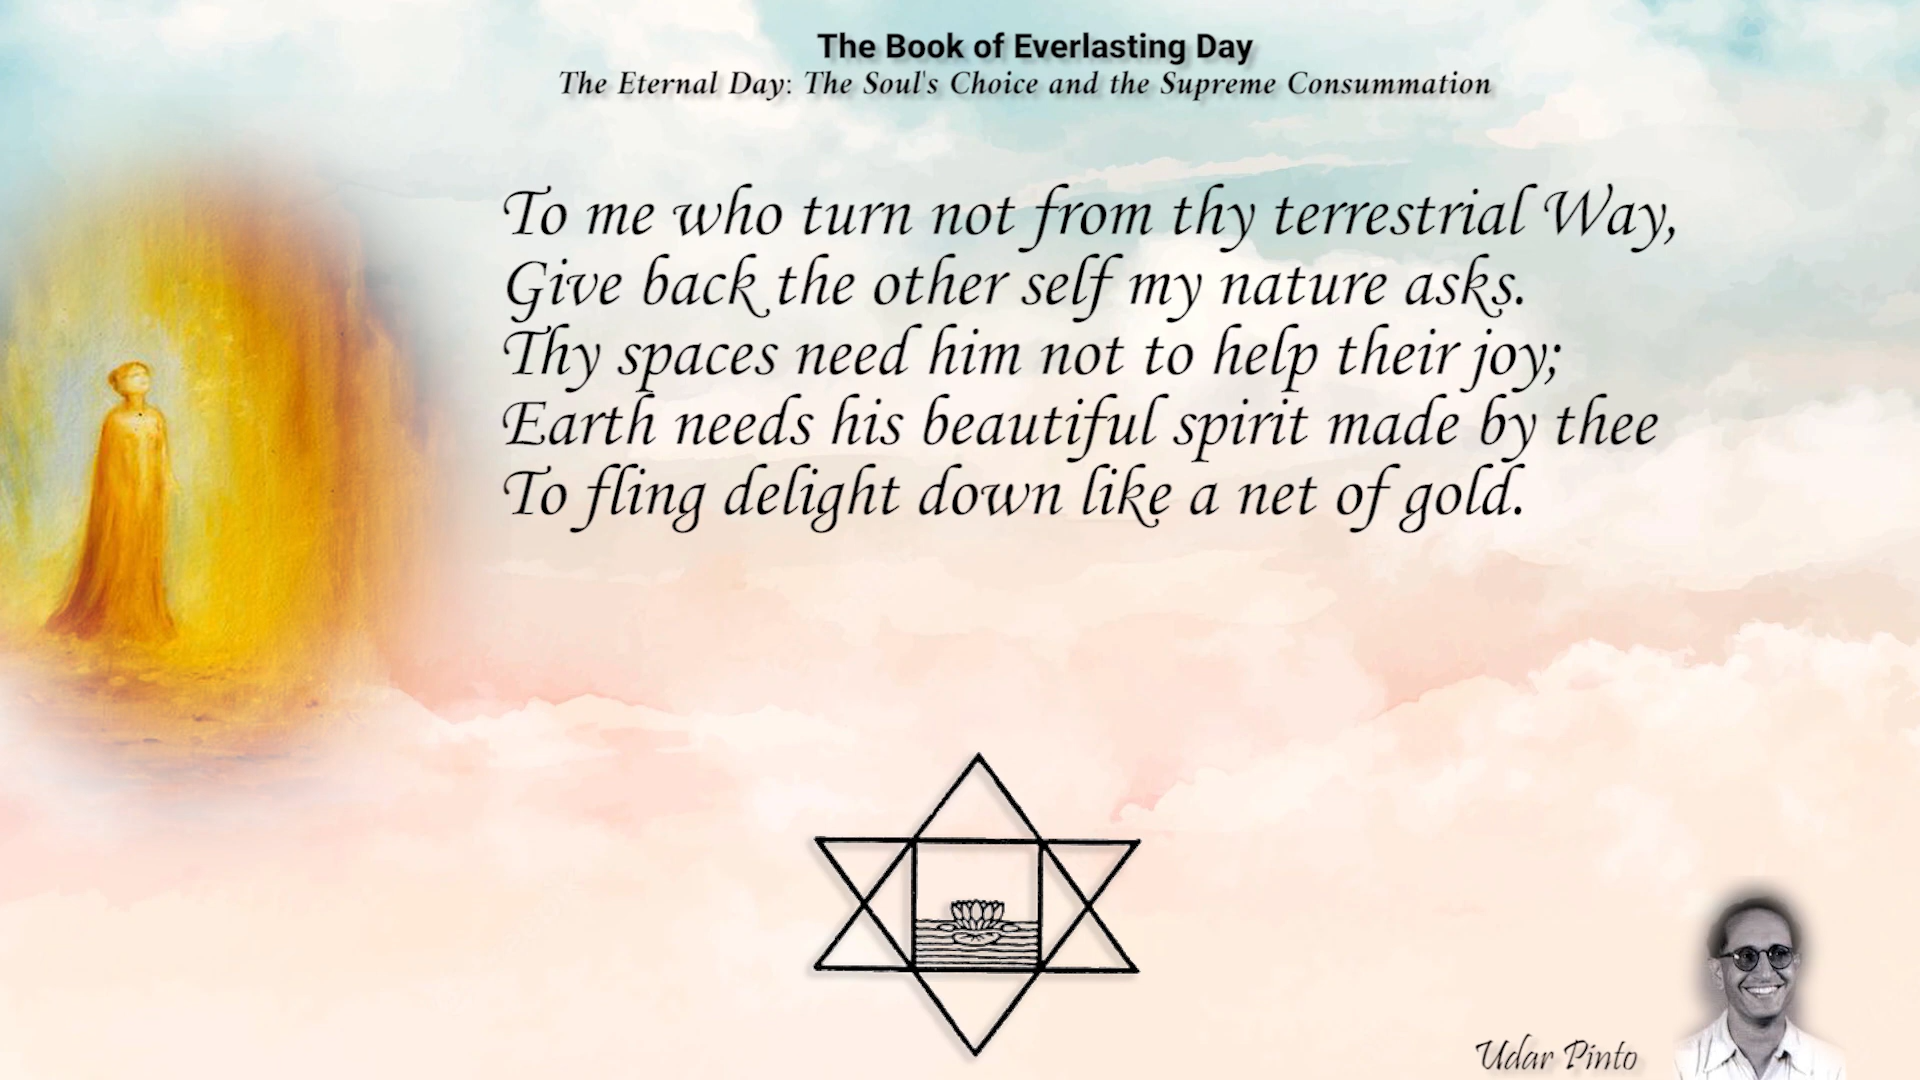 The Book of Everlasting Day
The Eternal Day: The Soul's Choice and the Supreme Consummation
To me who turn not from thy terrestrial Way,
Give back the other self my nature asks.
Thy spaces need him not to help their joy;
Earth needs his beautiful spirit made by thee
To fling delight down like a net of gold.
Udar Pinto